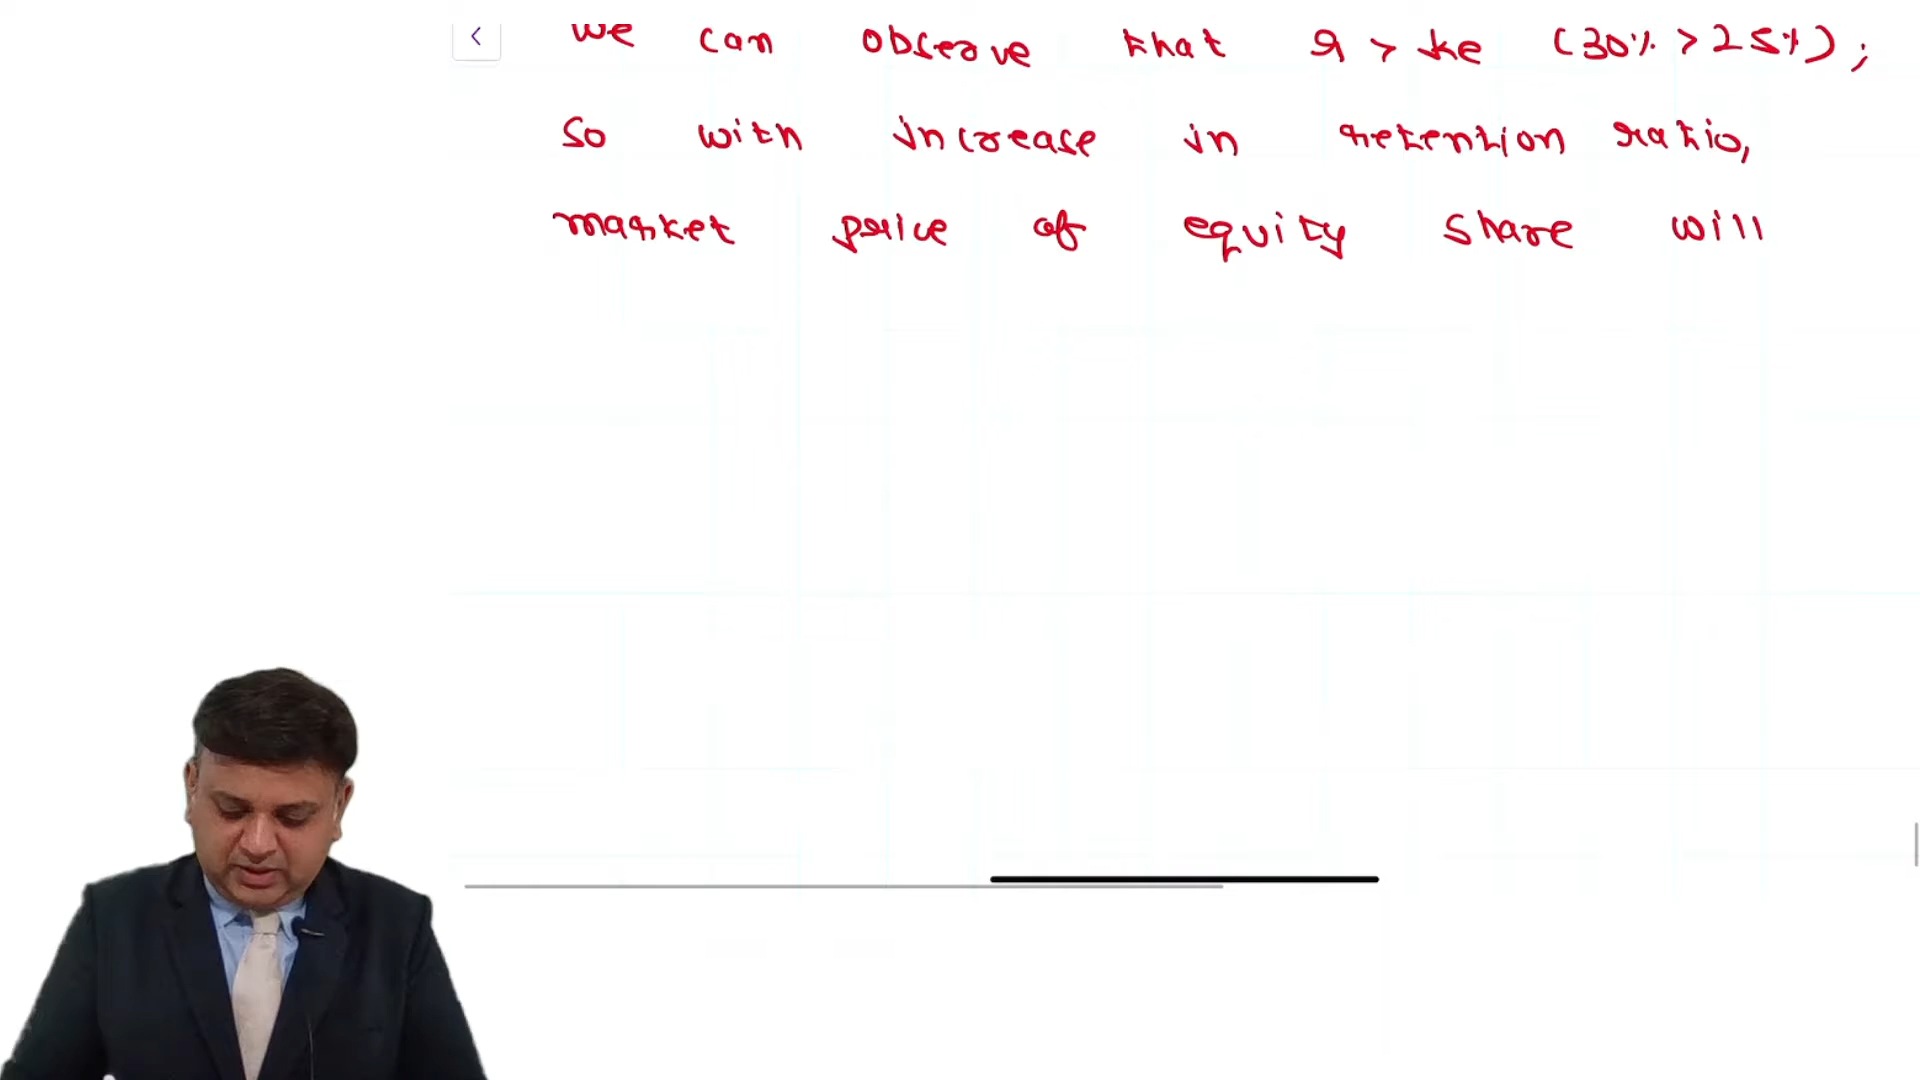 we can observe that r > ke (30% > 25%);
so with increase in retention ratio,
market price of equity share will